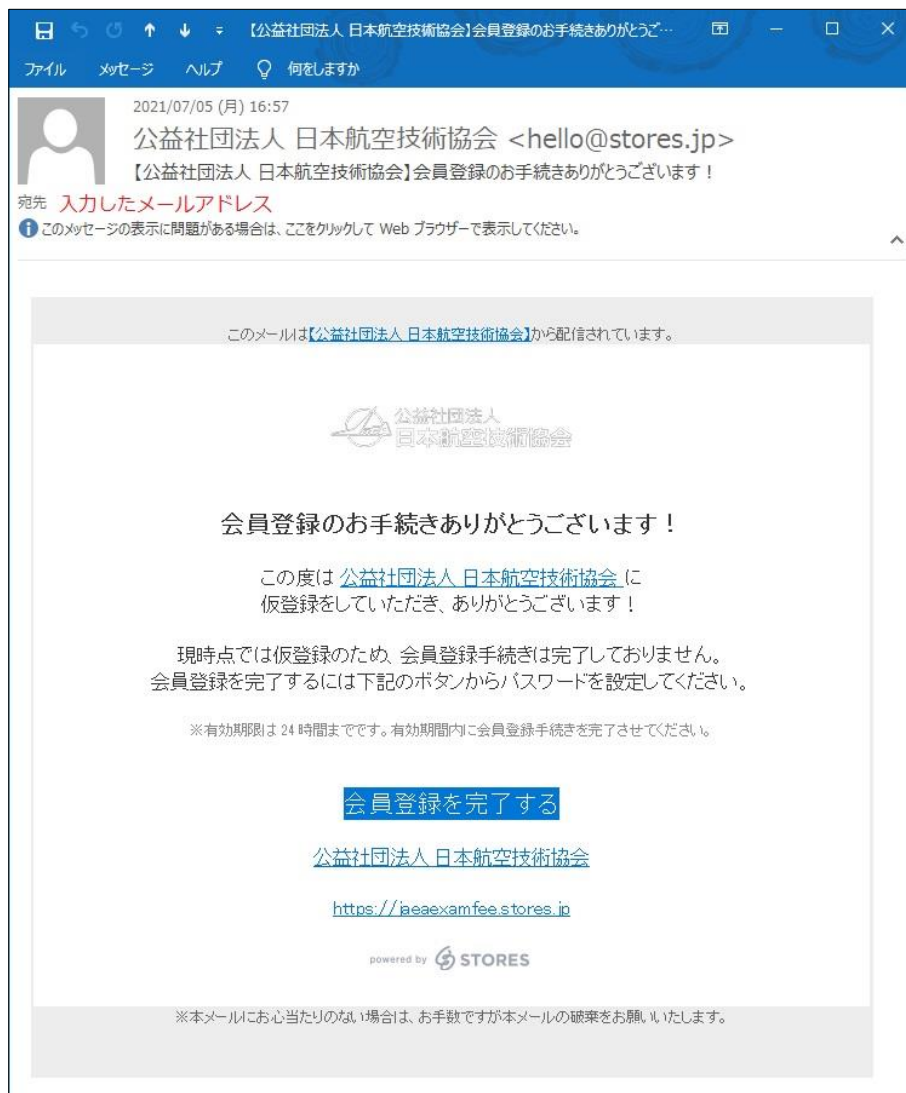 【公益社団法人 日本航空技術協会】会員登録のお手続きありがとうご…
ファイル メッセージ ヘルプ 何をしますか
2021/07/05 (月) 16:57
公益社団法人 日本航空技術協会 <hello@stores.jp>
【公益社団法人 日本航空技術協会】会員登録のお手続きありがとうございます！
宛先 入力したメールアドレス
このメッセージの表示に問題がある場合は、ここをクリックして Web ブラウザーで表示してください。
このメールは【公益社団法人 日本航空技術協会】から配信されています。
公益社団法人
日本航空技術協会
会員登録のお手続きありがとうございます！
この度は 公益社団法人 日本航空技術協会 に
仮登録をしていただき、ありがとうございます！
現時点では仮登録のため、会員登録手続きは完了しておりません。
会員登録を完了するには下記のボタンからパスワードを設定してください。
※有効期限は 24 時間までです。有効期間内に会員登録手続きを完了させてください。
会員登録を完了する
公益社団法人 日本航空技術協会
https://jaeaexamfee.stores.jp
powered by STORES
※本メールにお心当たりのない場合は、お手数ですが本メールの破棄をお願いいたします。